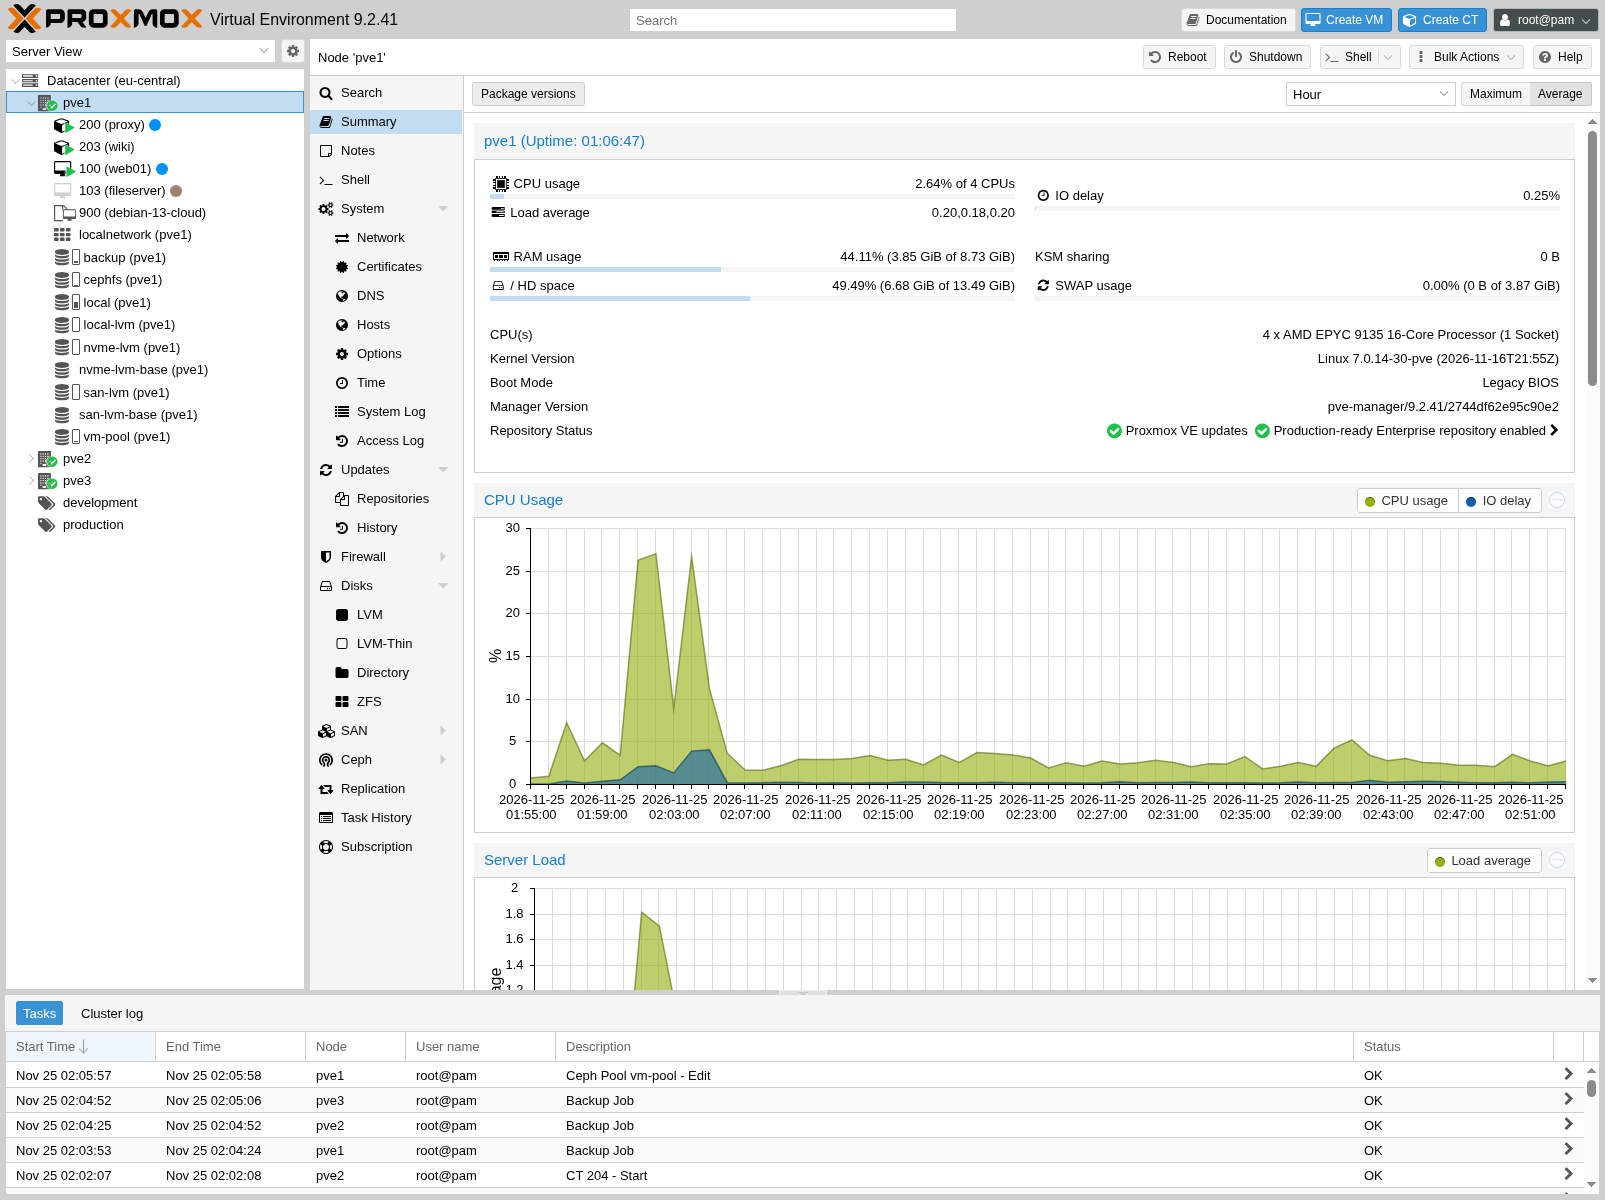 PROXMOX Virtual Environment 9.2.41
Search
Documentation
Create VM
Create CT
root@pam
Server View
Datacenter (eu-central)
pve1
200 (proxy)
203 (wiki)
100 (web01)
103 (fileserver)
900 (debian-13-cloud)
localnetwork (pve1)
backup (pve1)
cephfs (pve1)
local (pve1)
local-lvm (pve1)
nvme-lvm (pve1)
nvme-lvm-base (pve1)
san-lvm (pve1)
san-lvm-base (pve1)
vm-pool (pve1)
pve2
pve3
development
production
Node 'pve1'
Reboot
Shutdown
Shell
Bulk Actions
Help
Search
Summary
Notes
Shell
System
Network
Certificates
DNS
Hosts
Options
Time
System Log
Access Log
Updates
Repositories
History
Firewall
Disks
LVM
LVM-Thin
Directory
ZFS
SAN
Ceph
Replication
Task History
Subscription
Package versions
Hour
Maximum
Average
pve1 (Uptime: 01:06:47)
CPU usage 2.64% of 4 CPUs
IO delay 0.25%
Load average 0.20,0.18,0.20
RAM usage 44.11% (3.85 GiB of 8.73 GiB)
KSM sharing 0 B
/ HD space 49.49% (6.68 GiB of 13.49 GiB)
SWAP usage 0.00% (0 B of 3.87 GiB)
CPU(s) 4 x AMD EPYC 9135 16-Core Processor (1 Socket)
Kernel Version Linux 7.0.14-30-pve (2026-11-16T21:55Z)
Boot Mode Legacy BIOS
Manager Version pve-manager/9.2.41/2744df62e95c90e2
Repository Status Proxmox VE updates Production-ready Enterprise repository enabled
CPU Usage
CPU usage
IO delay
30
25
20
%
15
10
5
0
2026-11-25 2026-11-25 2026-11-25 2026-11-25 2026-11-25 2026-11-25 2026-11-25 2026-11-25 2026-11-25 2026-11-25 2026-11-25 2026-11-25 2026-11-25 2026-11-25 2026-11-25
01:55:00 01:59:00 02:03:00 02:07:00 02:11:00 02:15:00 02:19:00 02:23:00 02:27:00 02:31:00 02:35:00 02:39:00 02:43:00 02:47:00 02:51:00
Server Load
Load average
2
1.8
1.6
1.4
1.2
Tasks
Cluster log
Start Time End Time Node User name Description Status
Nov 25 02:05:57 Nov 25 02:05:58 pve1 root@pam Ceph Pool vm-pool - Edit OK
Nov 25 02:04:52 Nov 25 02:05:06 pve3 root@pam Backup Job OK
Nov 25 02:04:25 Nov 25 02:04:52 pve2 root@pam Backup Job OK
Nov 25 02:03:53 Nov 25 02:04:24 pve1 root@pam Backup Job OK
Nov 25 02:02:07 Nov 25 02:02:08 pve2 root@pam CT 204 - Start OK